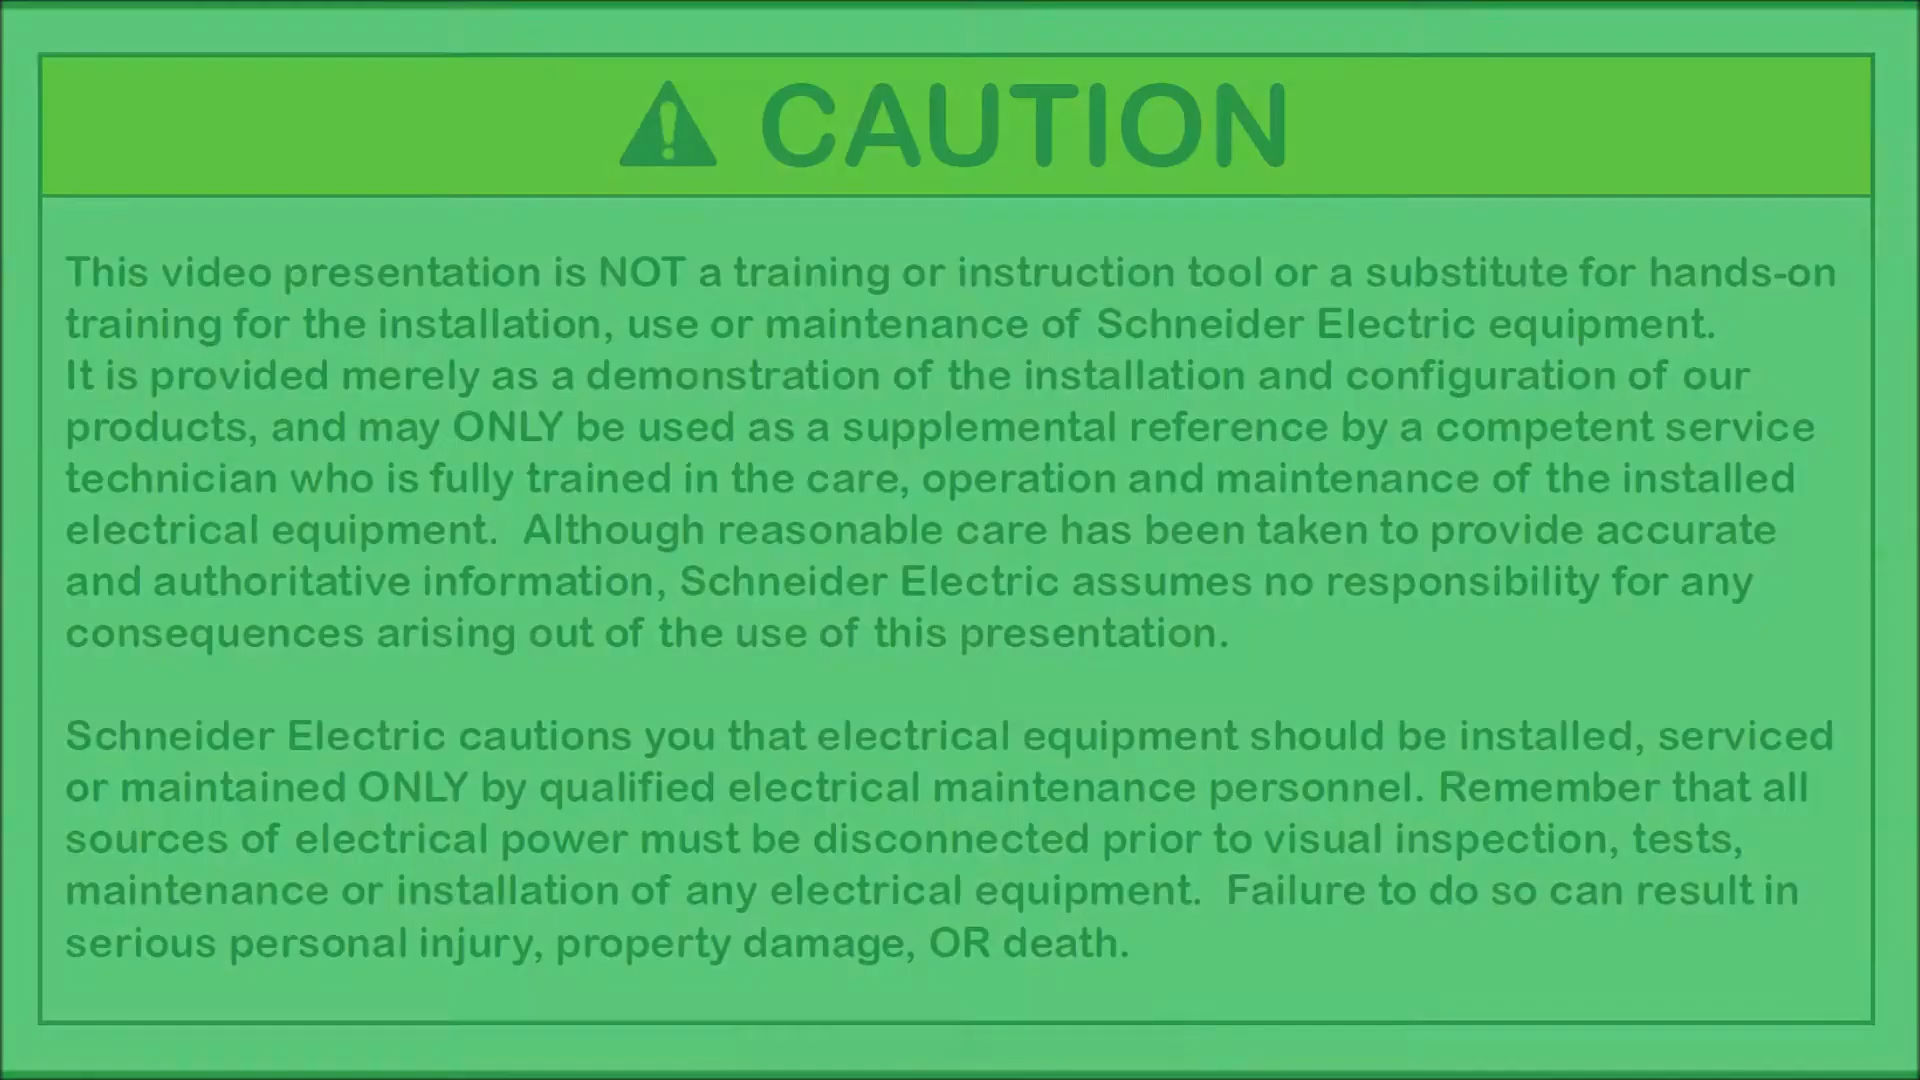 CAUTION
This video presentation is NOT a training or instruction tool or a substitute for hands-on
training for the installation, use or maintenance of Schneider Electric equipment.
It is provided merely as a demonstration of the installation and configuration of our
products, and may ONLY be used as a supplemental reference by a competent service
technician who is fully trained in the care, operation and maintenance of the installed
electrical equipment.  Although reasonable care has been taken to provide accurate
and authoritative information, Schneider Electric assumes no responsibility for any
consequences arising out of the use of this presentation.
Schneider Electric cautions you that electrical equipment should be installed, serviced
or maintained ONLY by qualified electrical maintenance personnel. Remember that all
sources of electrical power must be disconnected prior to visual inspection, tests,
maintenance or installation of any electrical equipment.  Failure to do so can result in
serious personal injury, property damage, OR death.